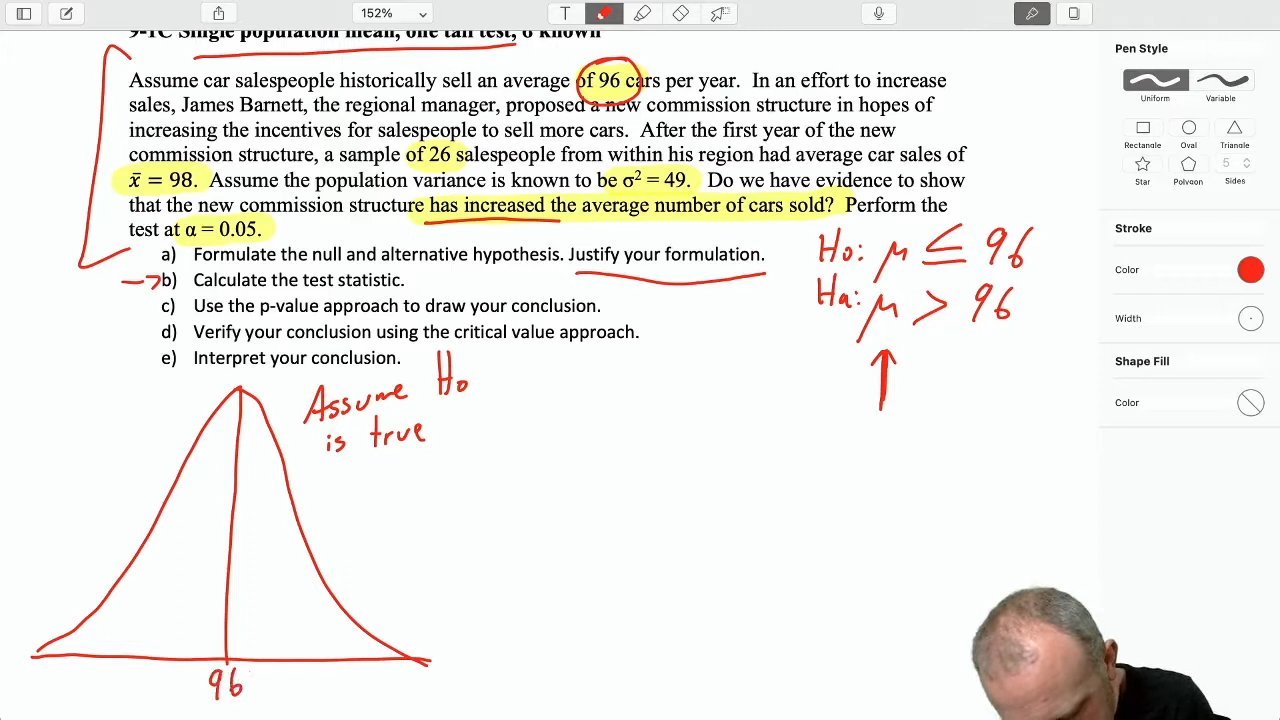 152%
T
9-1C Single population mean, one tail test, σ known
Assume car salespeople historically sell an average of 96 cars per year. In an effort to increase
sales, James Barnett, the regional manager, proposed a new commission structure in hopes of
increasing the incentives for salespeople to sell more cars. After the first year of the new
commission structure, a sample of 26 salespeople from within his region had average car sales of
x̄ = 98. Assume the population variance is known to be σ² = 49. Do we have evidence to show
that the new commission structure has increased the average number of cars sold? Perform the
test at α = 0.05.
a) Formulate the null and alternative hypothesis. Justify your formulation.
b) Calculate the test statistic.
c) Use the p-value approach to draw your conclusion.
d) Verify your conclusion using the critical value approach.
e) Interpret your conclusion.
Ho: μ ≤ 96
Ha: μ > 96
Assume Ho
is true
96
Pen Style
Uniform
Variable
Rectangle
Oval
Triangle
Star
Polygon
5
Sides
Stroke
Color
Width
Shape Fill
Color